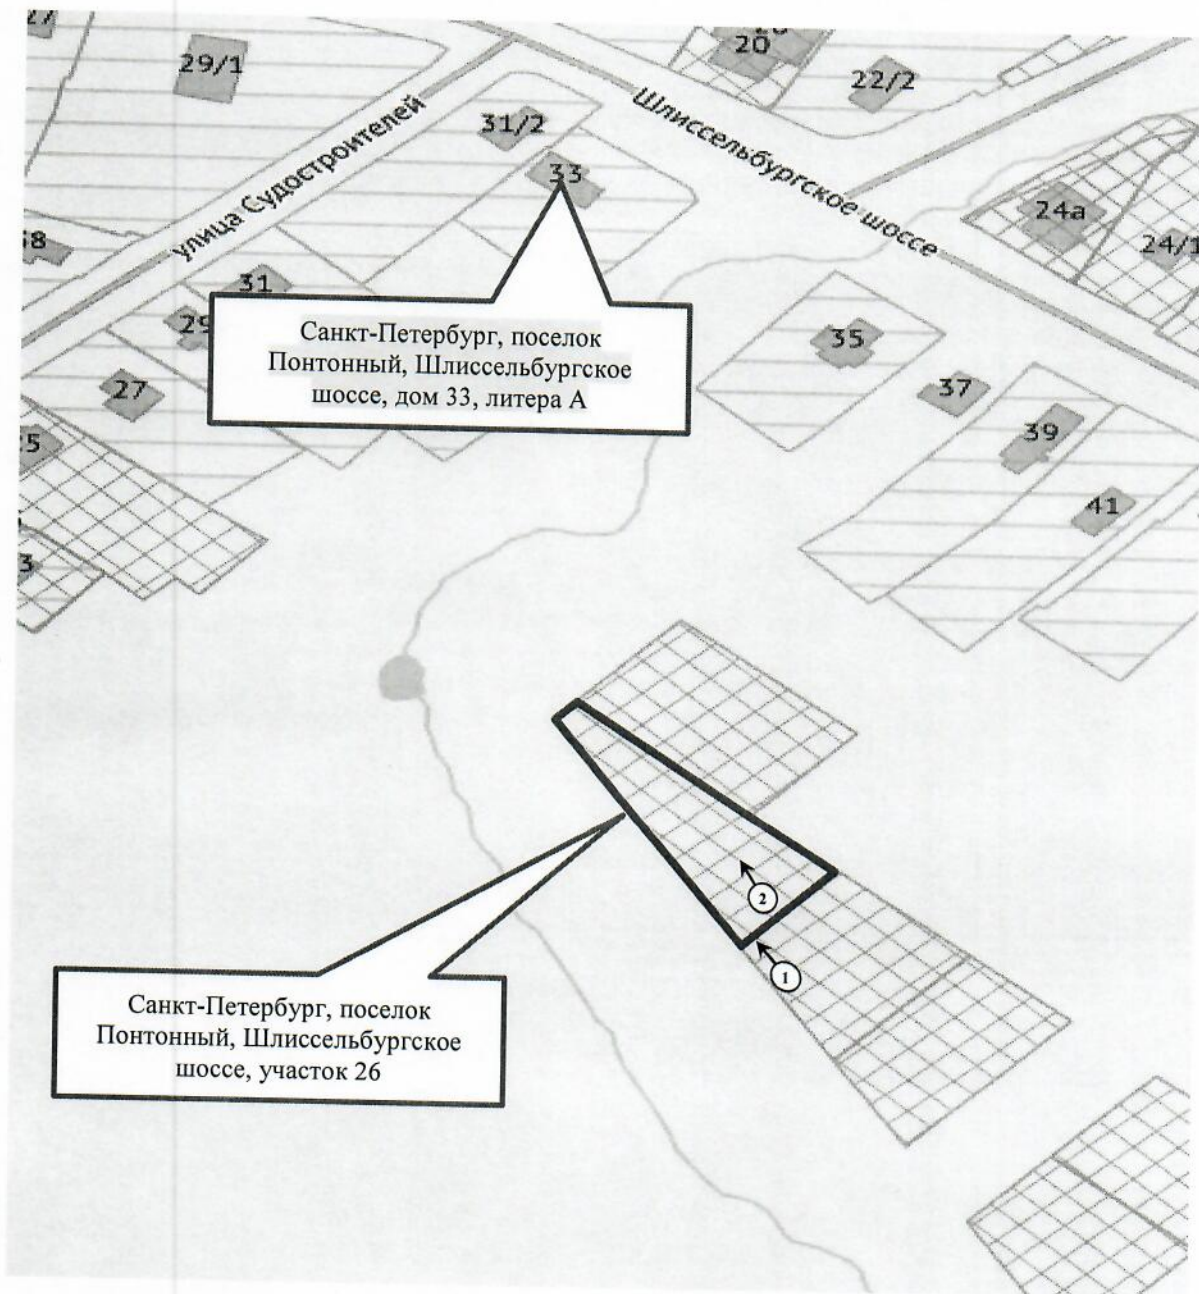 27
29/1
20
20
22/2
31/2
Шлиссельбургское шоссе
улица Судостроителей
33
24а
24/1
31
29
35
27
37
39
41
3
Санкт-Петербург, поселок
Понтонный, Шлиссельбургское
шоссе, дом 33, литера А
2
1
Санкт-Петербург, поселок
Понтонный, Шлиссельбургское
шоссе, участок 26